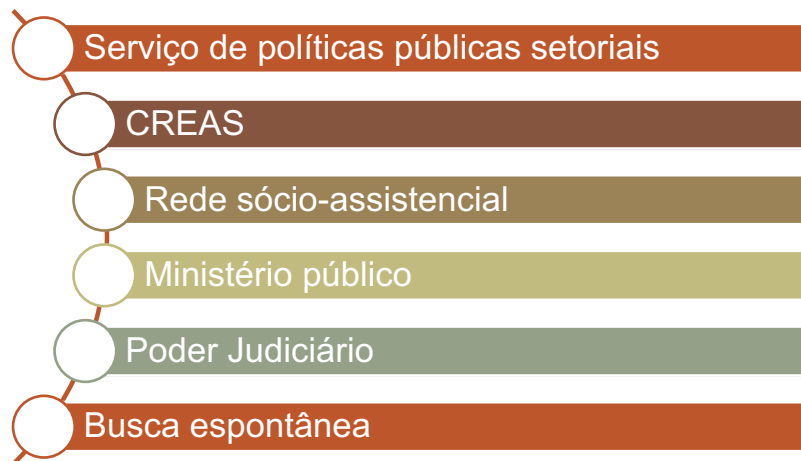 Serviço de políticas públicas setoriais
CREAS
Rede sócio-assistencial
Ministério público
Poder Judiciário
Busca espontânea